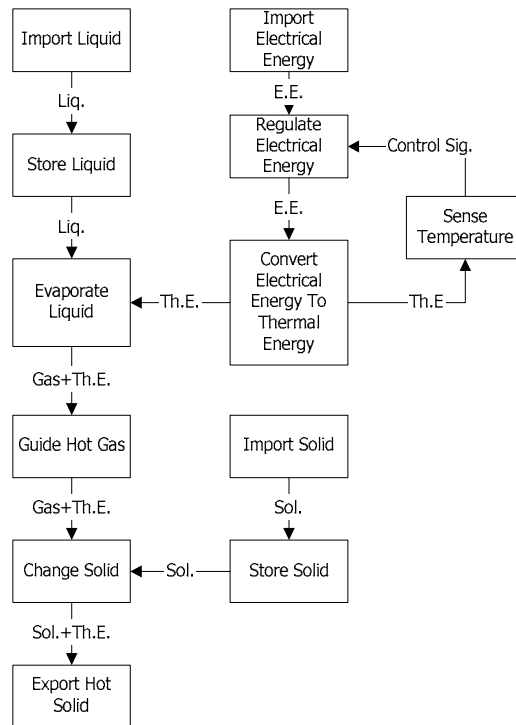 Import Liquid
Import
Electrical
Energy
Liq.
E.E.
Regulate
Electrical
Energy
Control Sig.
Store Liquid
E.E.
Sense
Temperature
Liq.
Convert
Electrical
Energy To
Thermal
Energy
Evaporate
Liquid
Th.E.
Th.E
Gas+Th.E.
Guide Hot Gas
Import Solid
Gas+Th.E.
Sol.
Change Solid
Sol.
Store Solid
Sol.+Th.E.
Export Hot
Solid